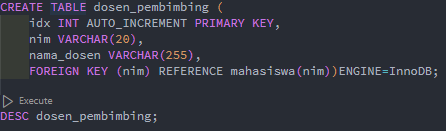 CREATE TABLE dosen_pembimbing (
idx INT AUTO_INCREMENT PRIMARY KEY,
nim VARCHAR(20),
nama_dosen VARCHAR(255),
FOREIGN KEY (nim) REFERENCE mahasiswa(nim))ENGINE=InnoDB;
Execute
DESC dosen_pembimbing;